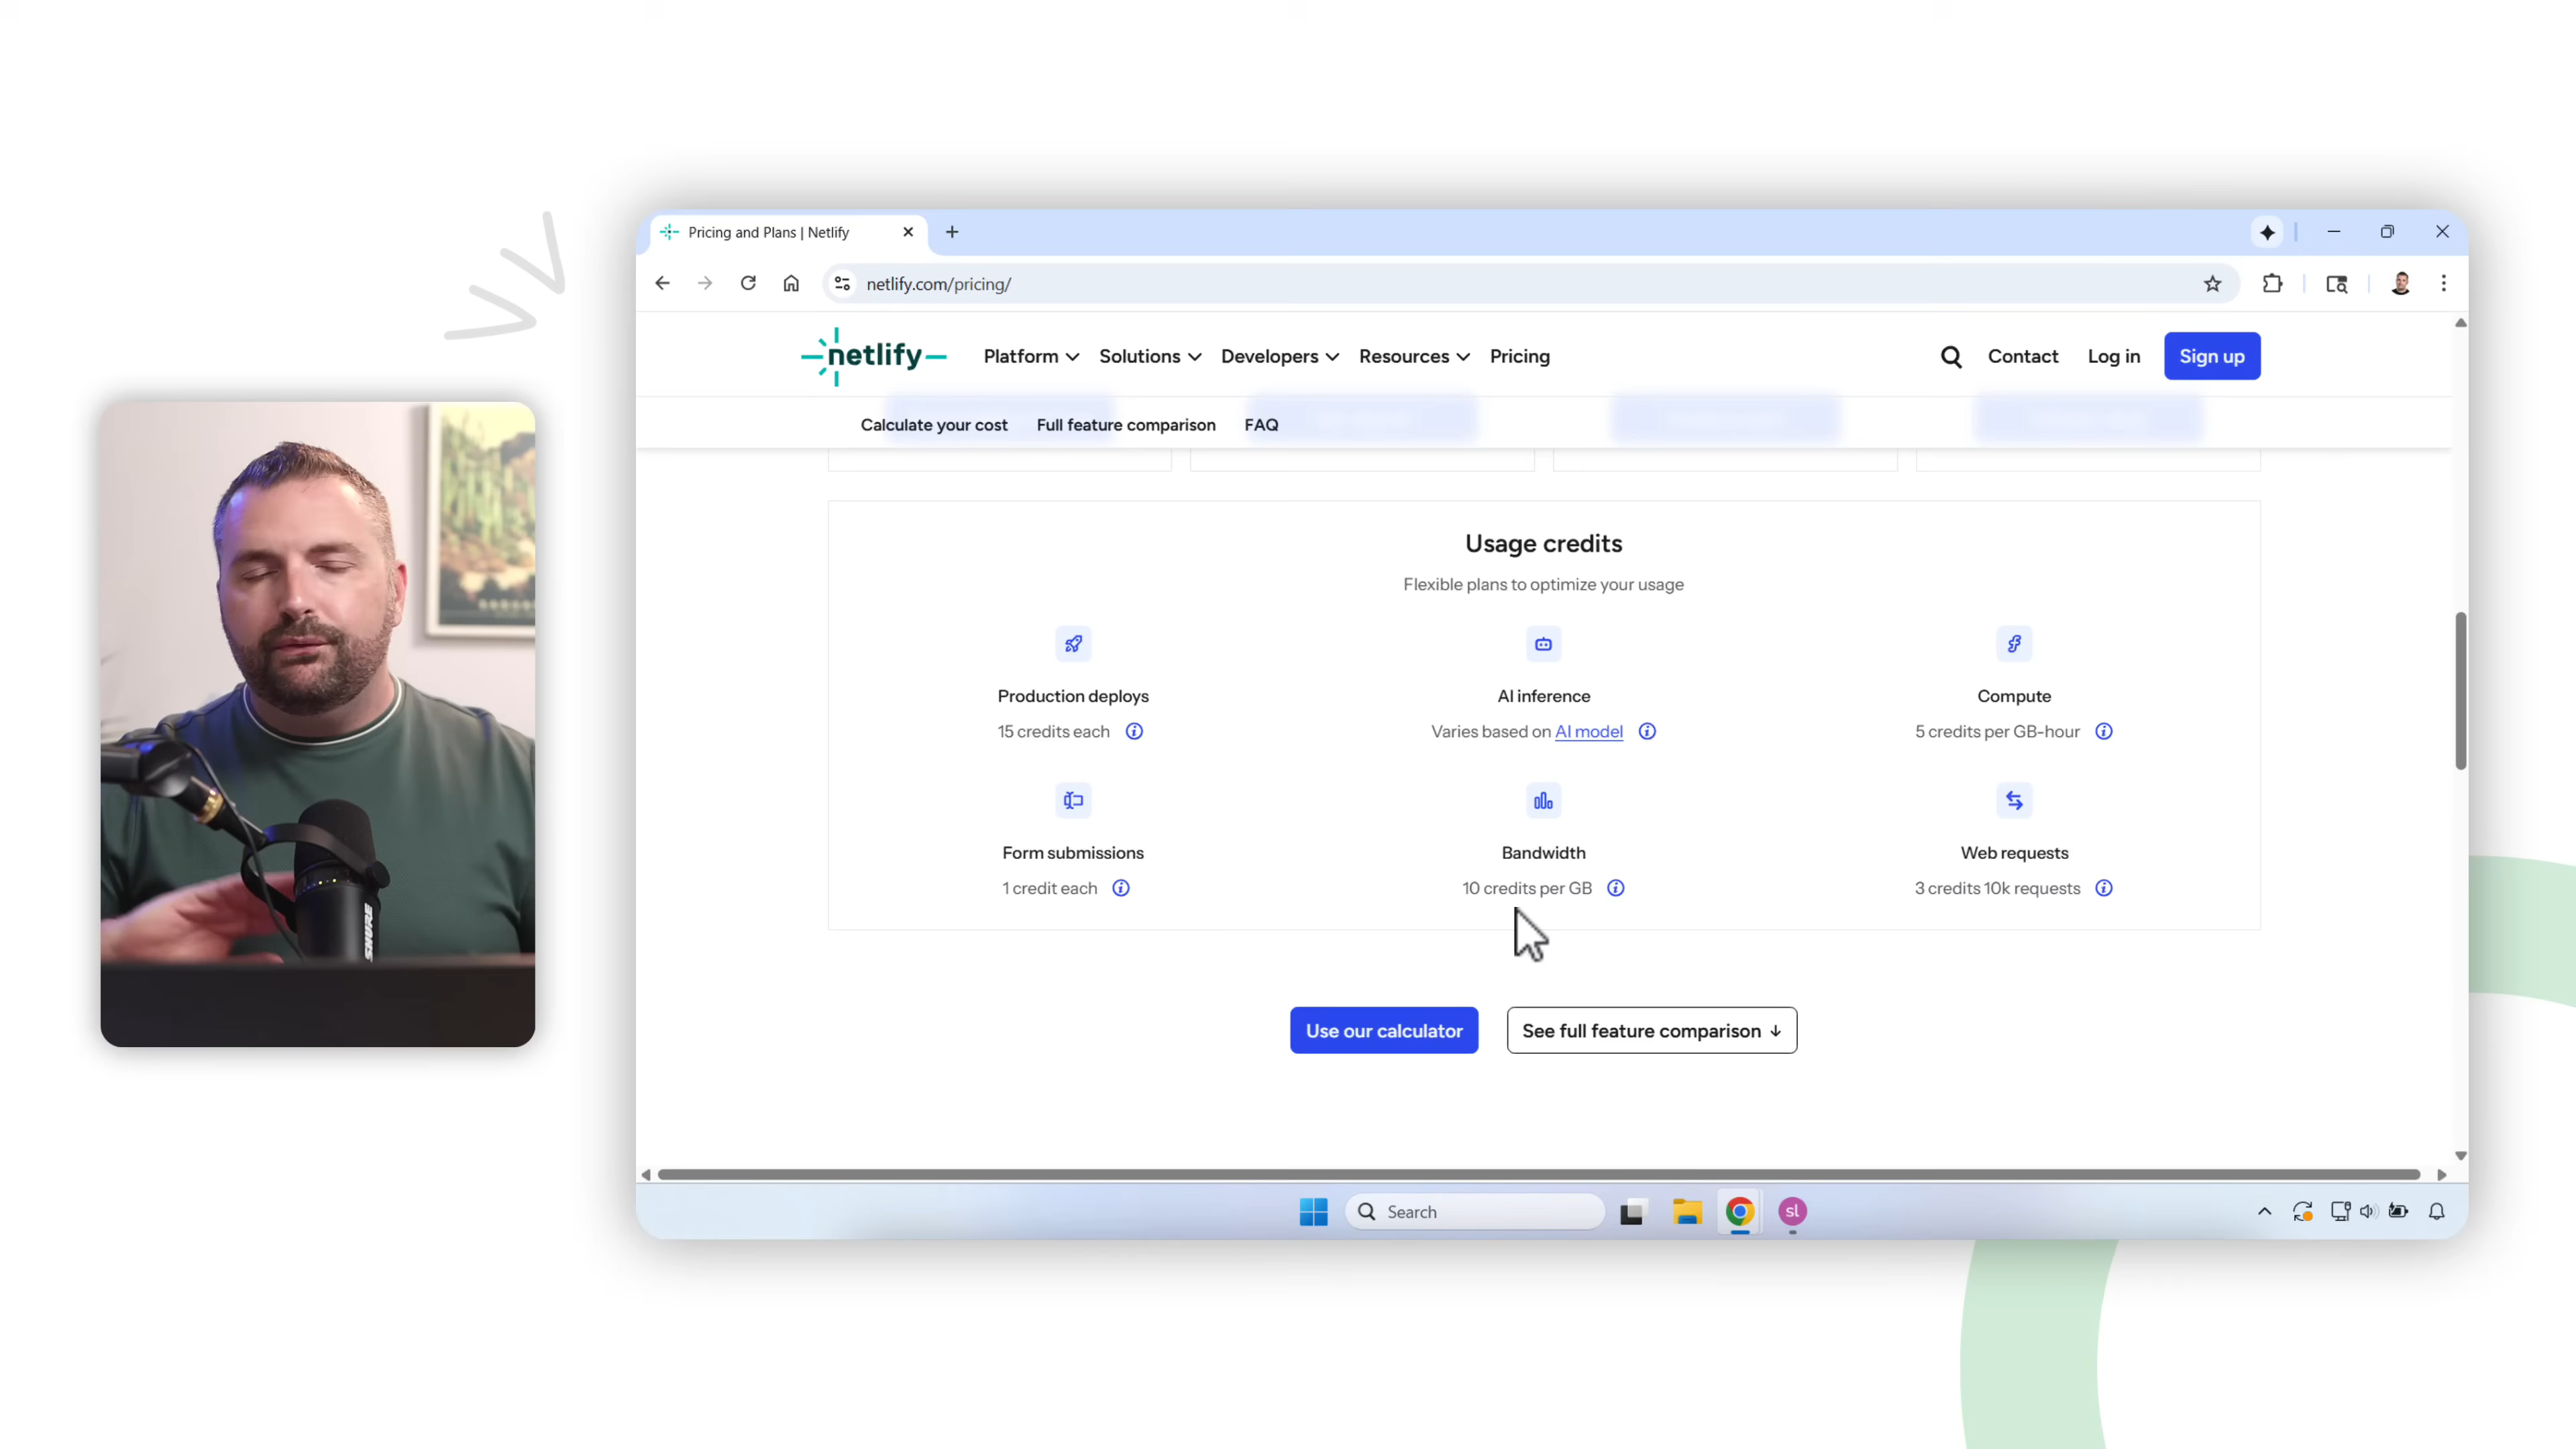 Pricing and Plans | Netlify
netlify.com/pricing/
netlify
Platform
Solutions
Developers
Resources
Pricing
Contact
Log in
Sign up
Calculate your cost
Full feature comparison
FAQ
Usage credits
Flexible plans to optimize your usage
Production deploys
15 credits each
AI inference
Varies based on AI model
Compute
5 credits per GB-hour
Form submissions
1 credit each
Bandwidth
10 credits per GB
Web requests
3 credits 10k requests
Use our calculator
See full feature comparison ↓
SHURE
Search
sl